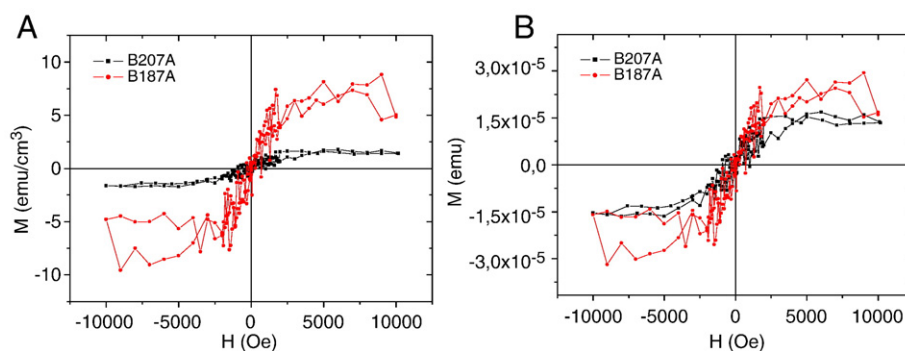 A
B207A
B187A
M (emu/cm³)
10
5
0
-5
-10
-10000 -5000 0 5000 10000
H (Oe)
B
B207A
B187A
M (emu)
3,0x10-5
1,5x10-5
0,0
-1,5x10-5
-3,0x10-5
-10000 -5000 0 5000 10000
H (Oe)